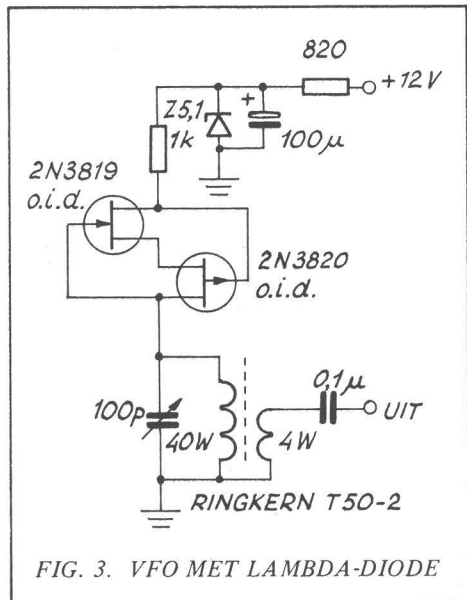 820
+12V
Z5,1
+
1k
100µ
2N3819
o.i.d.
2N3820
o.i.d.
0,1µ
100p
40W
4W
UIT
RINGKERN T50-2
FIG. 3. VFO MET LAMBDA-DIODE